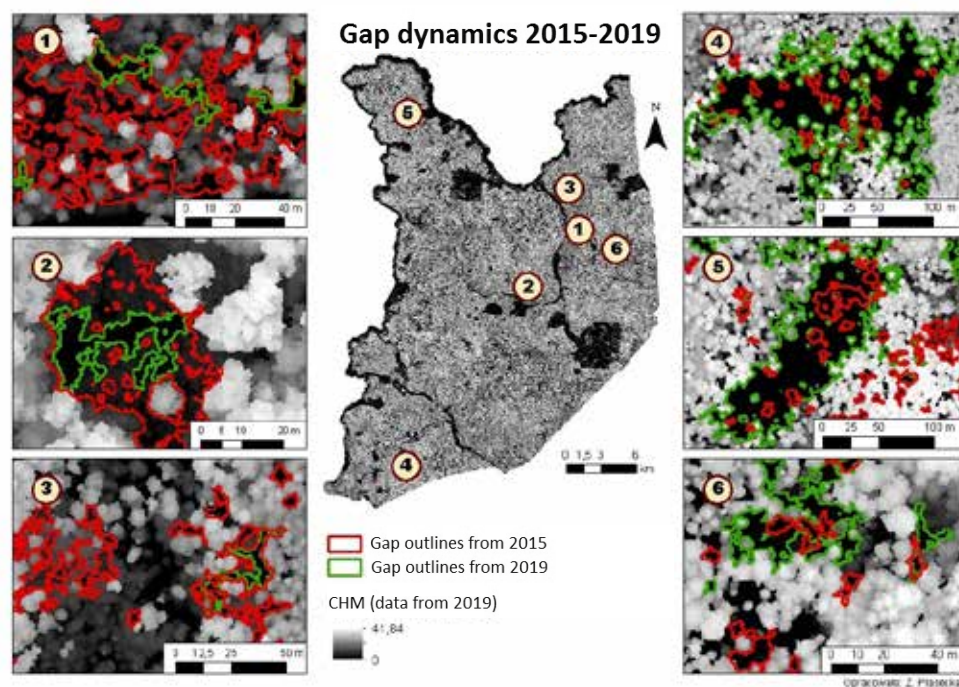 Gap dynamics 2015-2019
1
0 10 20 40 m
2
20 m
3
0 12,5 25 50 m
5
3
1
6
2
4
N
0 1,5 3 6
km
Gap outlines from 2015
Gap outlines from 2019
CHM (data from 2019)
41,84
0
4
0 25 50 100 m
5
0 25 50 100 m
6
0 10 20 40 m
Opracowała: Z. Piasecka